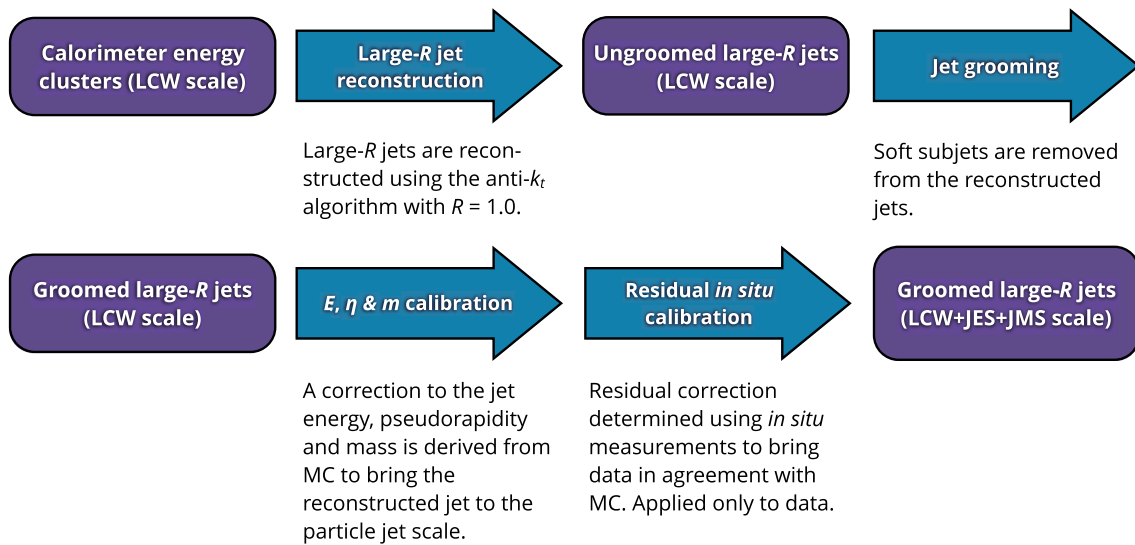 Calorimeter energy
clusters (LCW scale)
Large-R jet
reconstruction
Ungroomed large-R jets
(LCW scale)
Jet grooming
Large-R jets are recon-
structed using the anti-kt
algorithm with R = 1.0.
Soft subjets are removed
from the reconstructed
jets.
Groomed large-R jets
(LCW scale)
E, η & m calibration
Residual in situ
calibration
Groomed large-R jets
(LCW+JES+JMS scale)
A correction to the jet
energy, pseudorapidity
and mass is derived from
MC to bring the
reconstructed jet to the
particle jet scale.
Residual correction
determined using in situ
measurements to bring
data in agreement with
MC. Applied only to data.